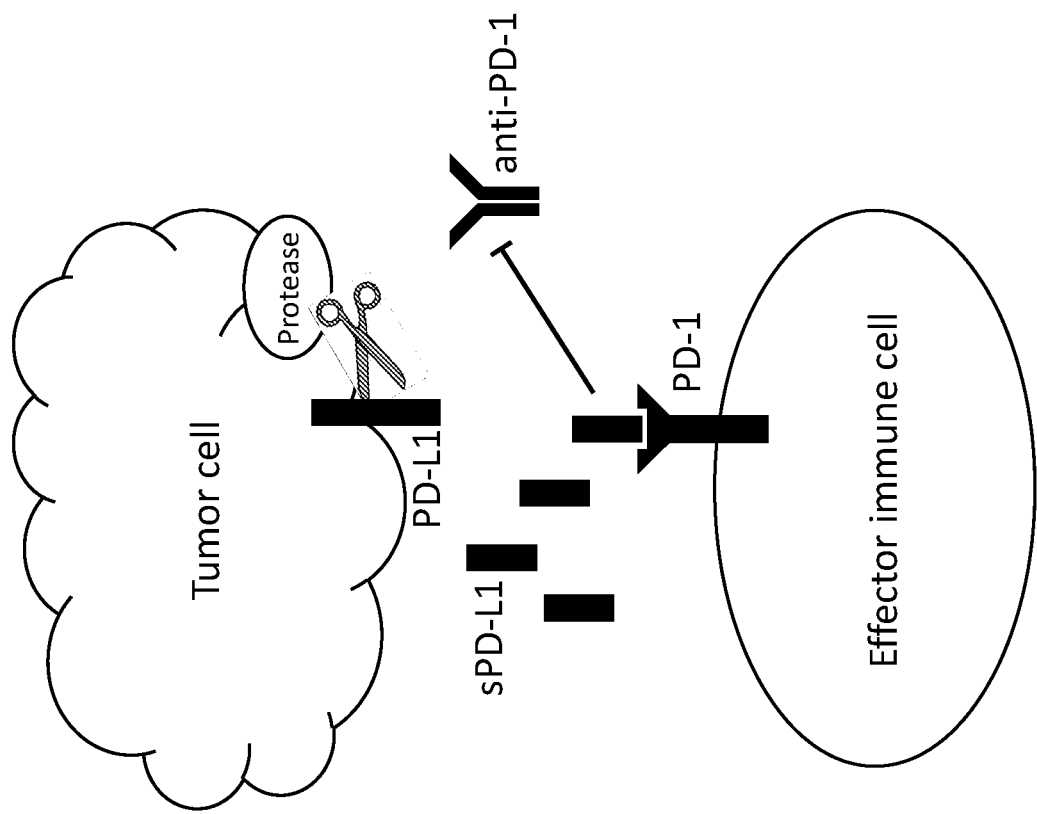 Tumor cell
Protease
PD-L1
sPD-L1
anti-PD-1
PD-1
Effector immune cell